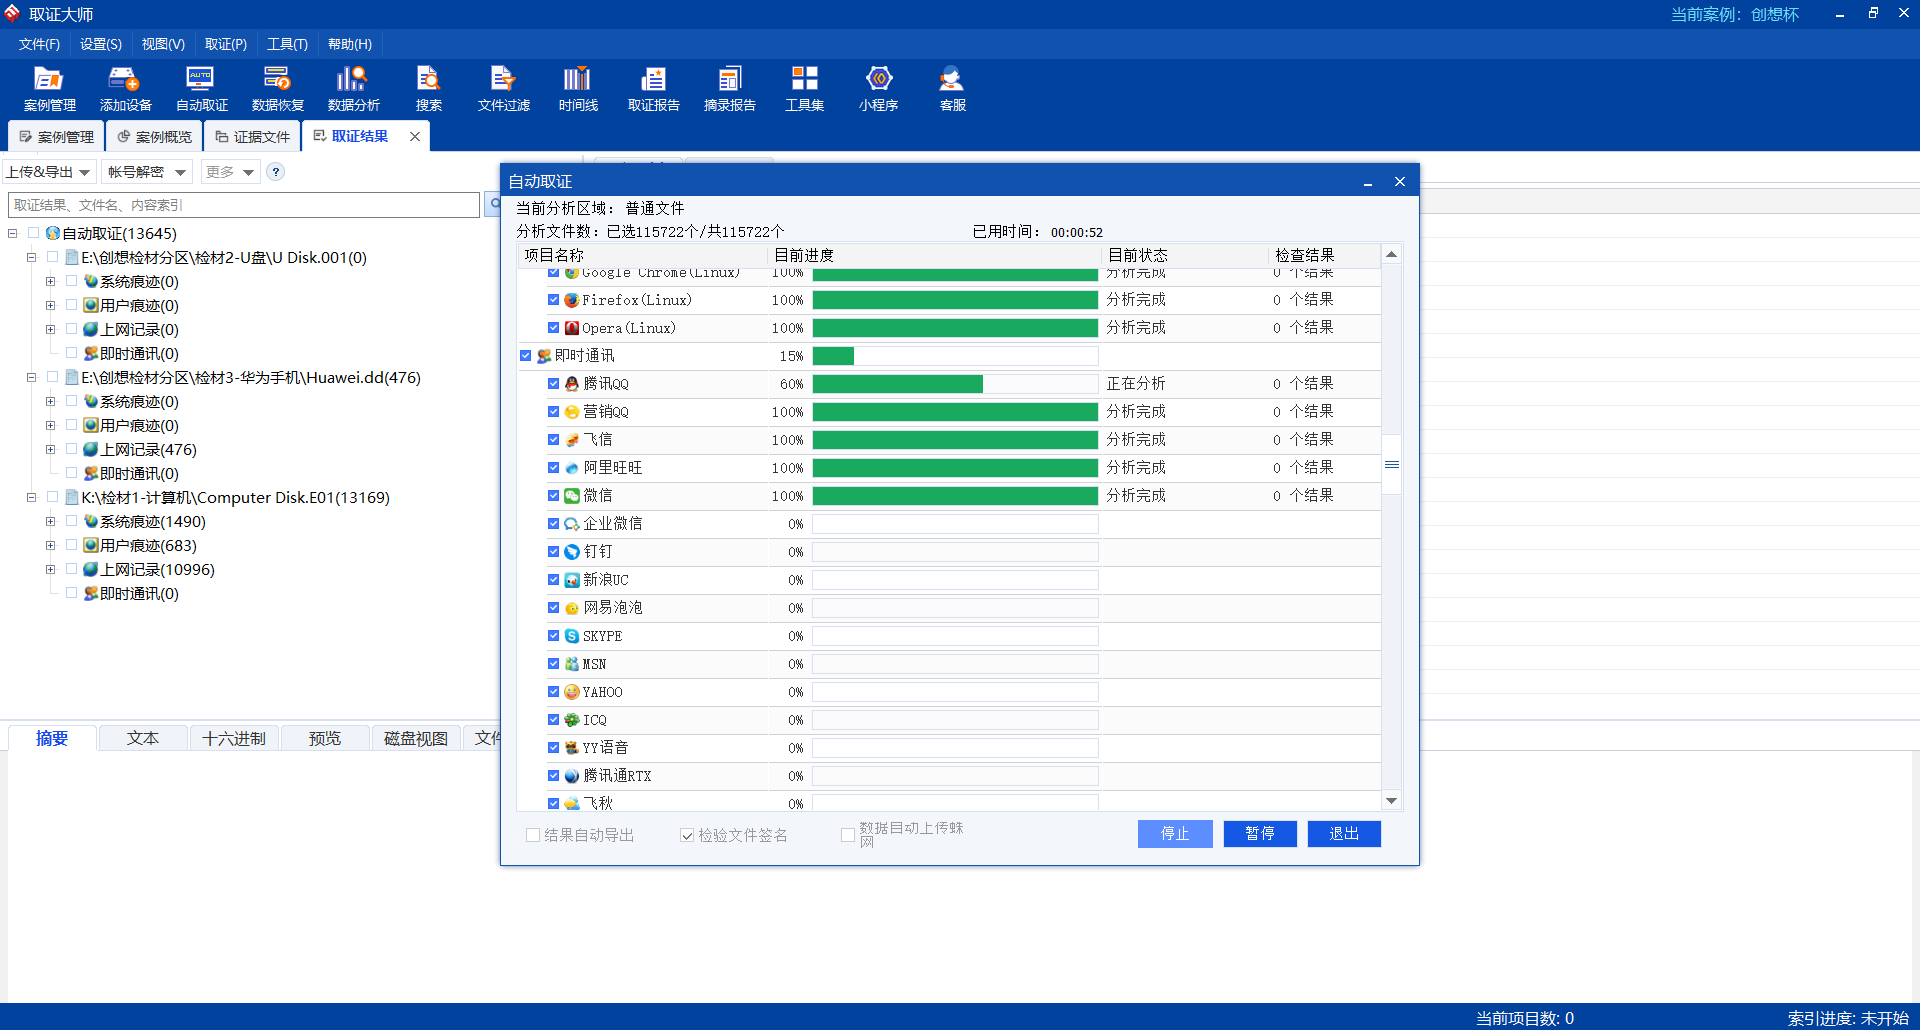 取证大师
当前案例：创想杯
文件(F) 设置(S) 视图(V) 取证(P) 工具(T) 帮助(H)
案例管理 添加设备 自动取证 数据恢复 数据分析 搜索 文件过滤 时间线 取证报告 摘录报告 工具集 小程序 客服
案例管理 案例概览 证据文件 取证结果
上传&导出 帐号解密 更多 ?
取证结果、文件名、内容索引
自动取证(13645)
E:\创想检材分区\检材2-U盘\U Disk.001(0)
系统痕迹(0)
用户痕迹(0)
上网记录(0)
即时通讯(0)
E:\创想检材分区\检材3-华为手机\Huawei.dd(476)
系统痕迹(0)
用户痕迹(0)
上网记录(476)
即时通讯(0)
K:\检材1-计算机\Computer Disk.E01(13169)
系统痕迹(1490)
用户痕迹(683)
上网记录(10996)
即时通讯(0)
摘要 文本 十六进制 预览 磁盘视图 文件
自动取证
当前分析区域： 普通文件
分析文件数：已选115722个/共115722个 已用时间： 00:00:52
项目名称 目前进度 目前状态 检查结果
Google Chrome(Linux) 100% 分析完成 0 个结果
Firefox(Linux) 100% 分析完成 0 个结果
Opera(Linux) 100% 分析完成 0 个结果
即时通讯 15%
腾讯QQ 60% 正在分析 0 个结果
营销QQ 100% 分析完成 0 个结果
飞信 100% 分析完成 0 个结果
阿里旺旺 100% 分析完成 0 个结果
微信 100% 分析完成 0 个结果
企业微信 0%
钉钉 0%
新浪UC 0%
网易泡泡 0%
SKYPE 0%
MSN 0%
YAHOO 0%
ICQ 0%
YY语音 0%
腾讯通RTX 0%
飞秋 0%
结果自动导出 检验文件签名 数据自动上传蛛
网
停止 暂停 退出
当前项目数: 0 索引进度: 未开始